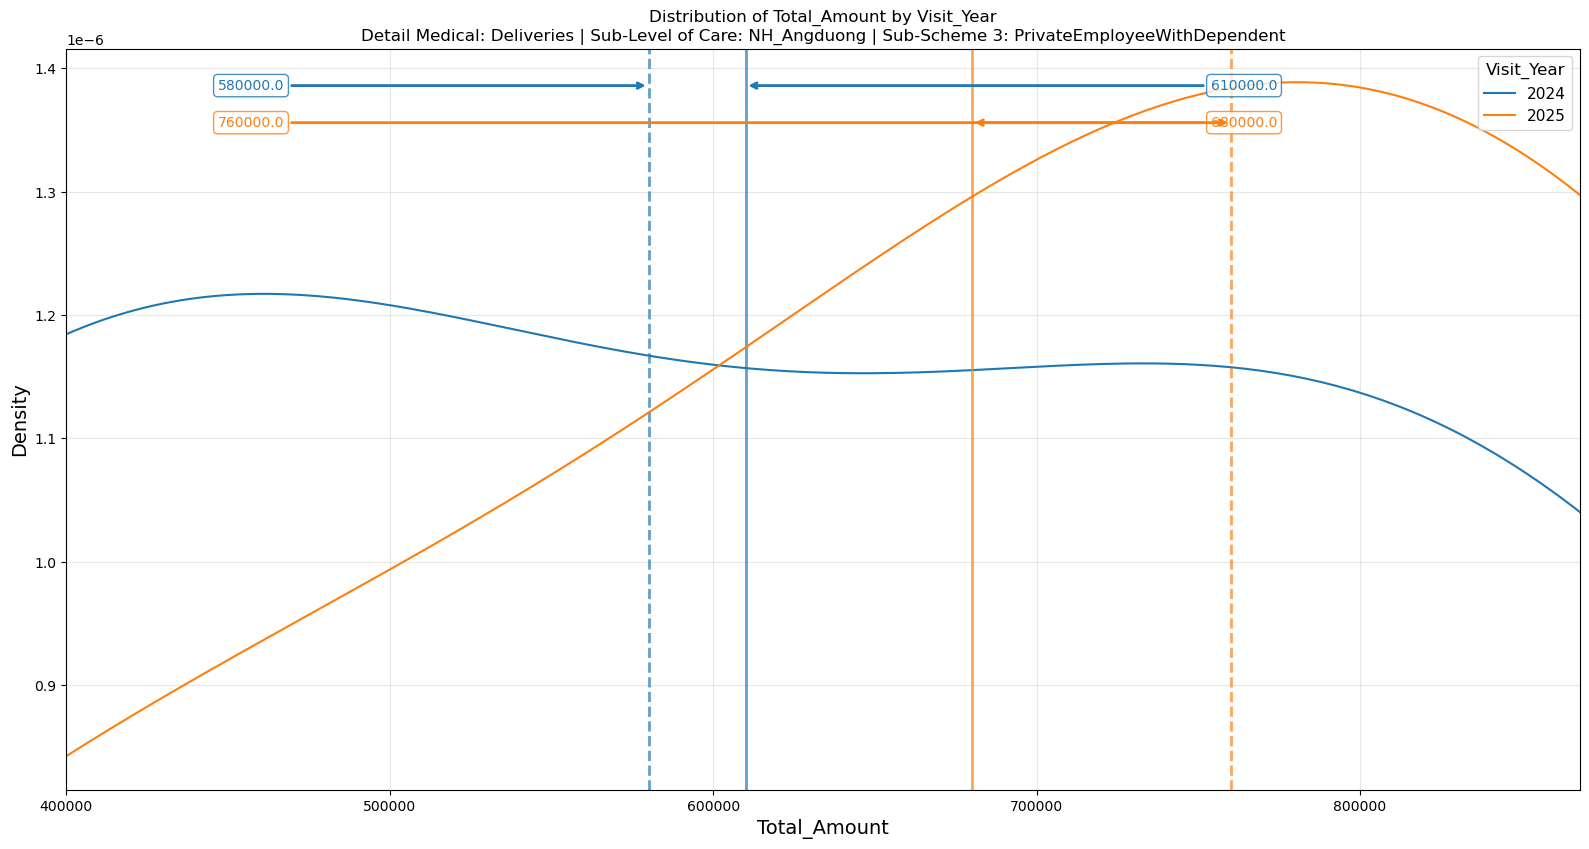 Distribution of Total_Amount by Visit_Year
Detail Medical: Deliveries | Sub-Level of Care: NH_Angduong | Sub-Scheme 3: PrivateEmployeeWithDependent
1e−6
1.4
1.3
1.2
1.1
1.0
0.9
Density
580000.0
610000.0
760000.0
680000.0
Visit_Year
2024
2025
400000
500000
600000
700000
800000
Total_Amount